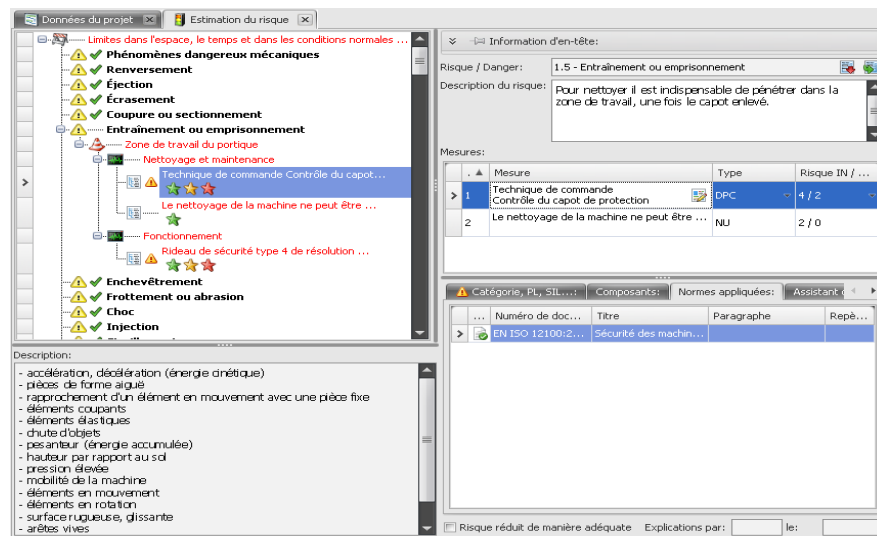 Données du projet
Estimation du risque
Limites dans l'espace, le temps et dans les conditions normales ...
Phénomènes dangereux mécaniques
Renversement
Éjection
Écrasement
Coupure ou sectionnement
Entraînement ou emprisonnement
Zone de travail du portique
Nettoyage et maintenance
Technique de commande Contrôle du capot...
Le nettoyage de la machine ne peut être ...
Fonctionnement
Rideau de sécurité type 4 de résolution ...
Enchevêtrement
Frottement ou abrasion
Choc
Injection
Description:
- accélération, décélération (énergie cinétique)
- pièces de forme aiguë
- rapprochement d'un élément en mouvement avec une pièce fixe
- éléments coupants
- éléments élastiques
- chute d'objets
- pesanteur (énergie accumulée)
- hauteur par rapport au sol
- pression élevée
- mobilité de la machine
- éléments en mouvement
- éléments en rotation
- surface rugueuse, glissante
- arêtes vives
Information d'en-tête:
Risque / Danger: 1.5 - Entraînement ou emprisonnement
Description du risque: Pour nettoyer il est indispensable de pénétrer dans la
zone de travail, une fois le capot enlevé.
Mesures:
. Mesure Type Risque IN / ...
1 Technique de commande
Contrôle du capot de protection DPC 4 / 2
2 Le nettoyage de la machine ne peut être ... NU 2 / 0
Catégorie, PL, SIL...: Composants: Normes appliquées: Assistant
... Numéro de doc... Titre Paragraphe Repè...
EN ISO 12100:2... Sécurité des machin...
Risque réduit de manière adéquate Explications par: le: